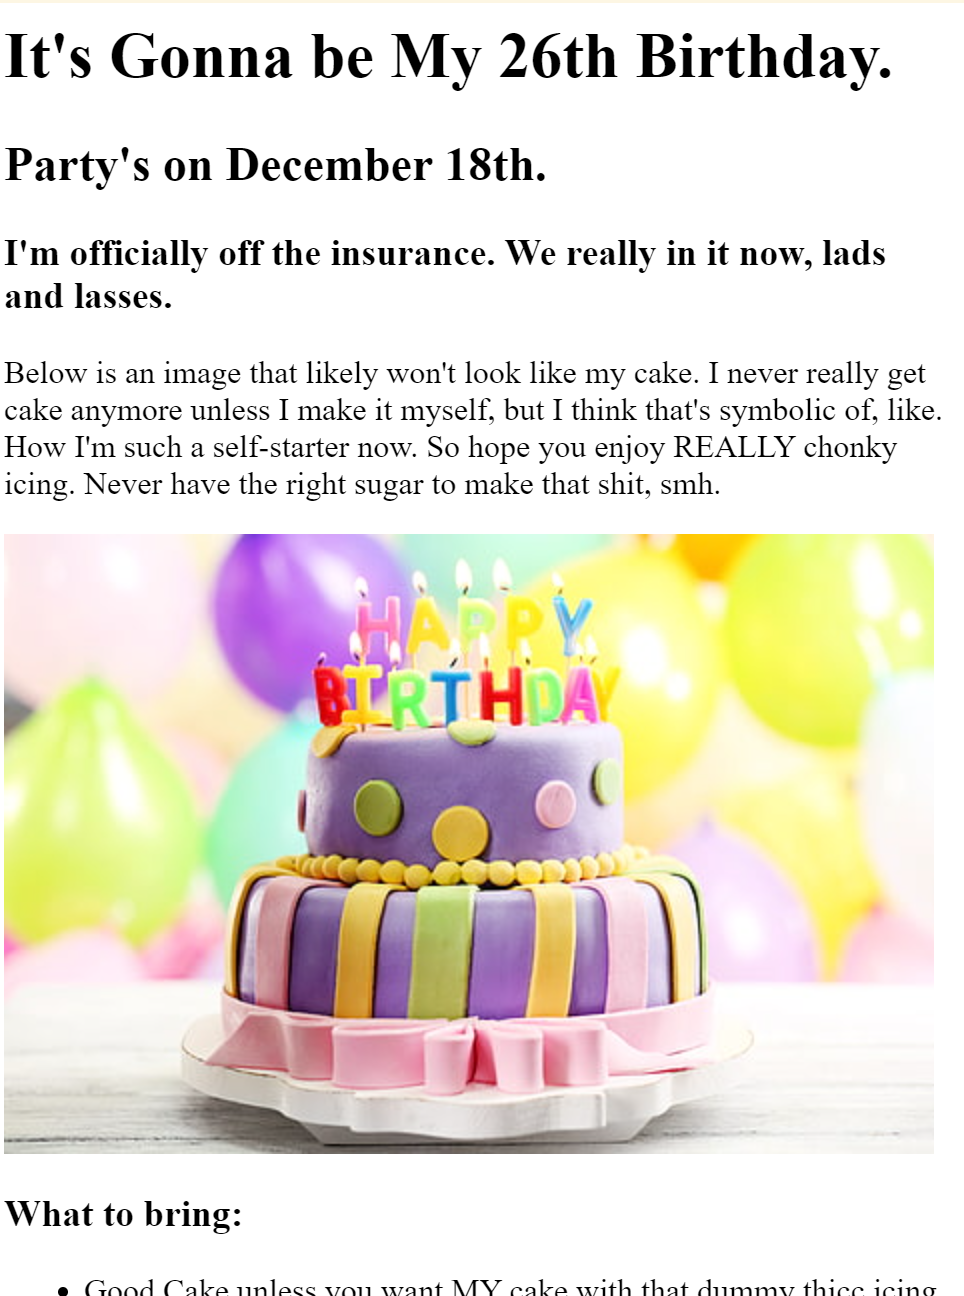 It's Gonna be My 26th Birthday.
Party's on December 18th.
I'm officially off the insurance. We really in it now, lads
and lasses.
Below is an image that likely won't look like my cake. I never really get
cake anymore unless I make it myself, but I think that's symbolic of, like.
How I'm such a self-starter now. So hope you enjoy REALLY chonky
icing. Never have the right sugar to make that shit, smh.
HAPPY
BIRTHDAY
What to bring:
• Good Cake unless you want MY cake with that dummy thicc icing